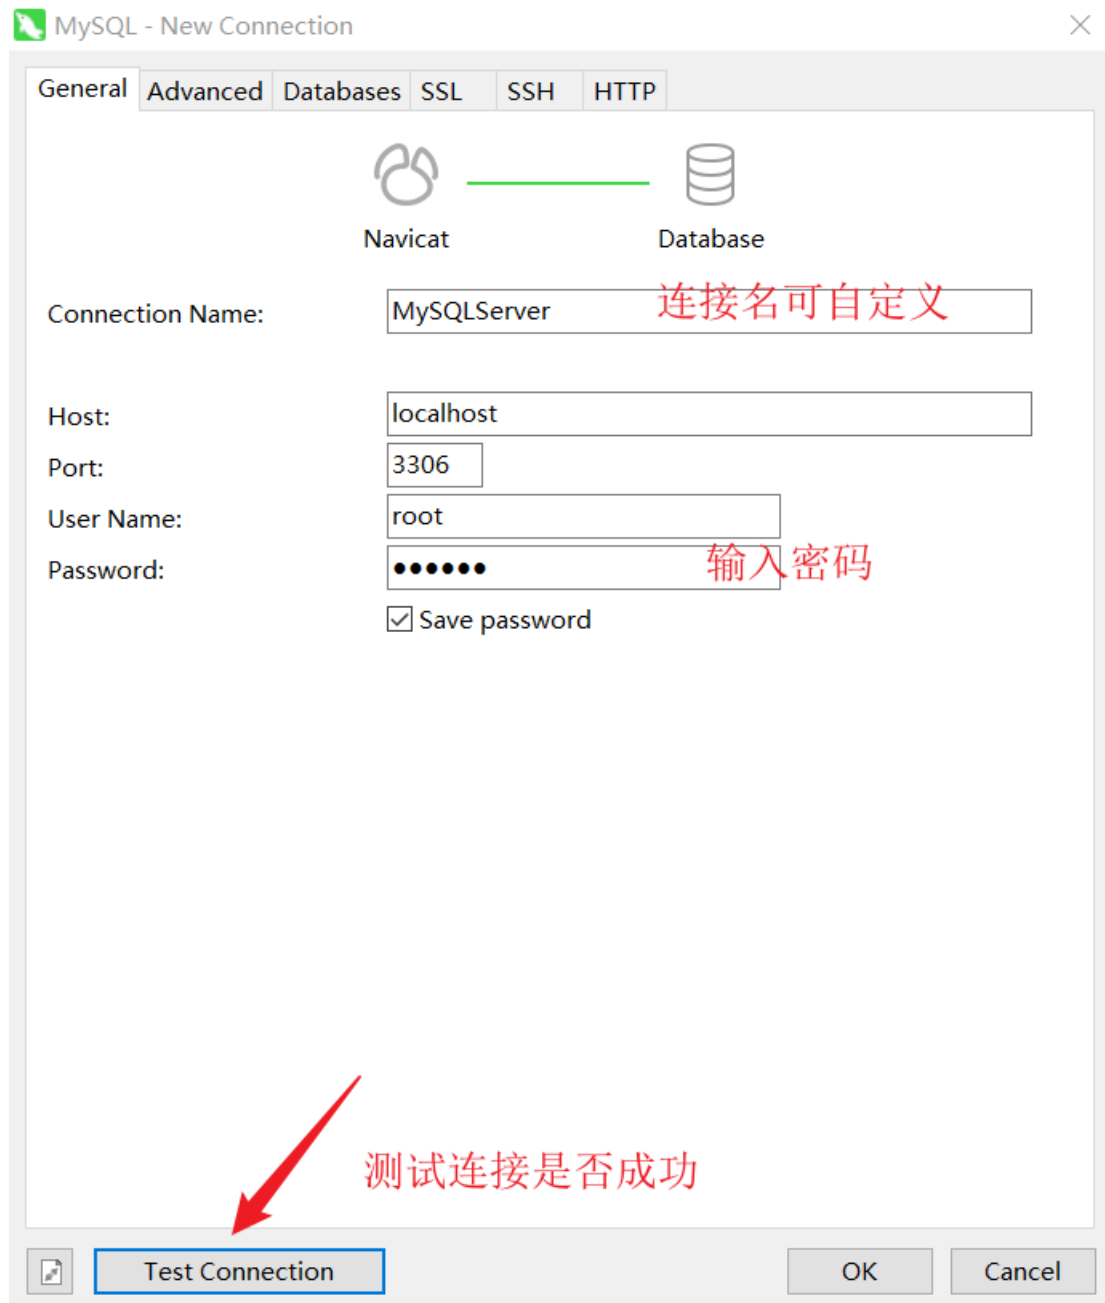 MySQL - New Connection
General Advanced Databases SSL SSH HTTP
Navicat Database
Connection Name: MySQLServer 连接名可自定义
Host: localhost
Port: 3306
User Name: root
Password: ●●●●●● 输入密码
Save password
测试连接是否成功
Test Connection OK Cancel